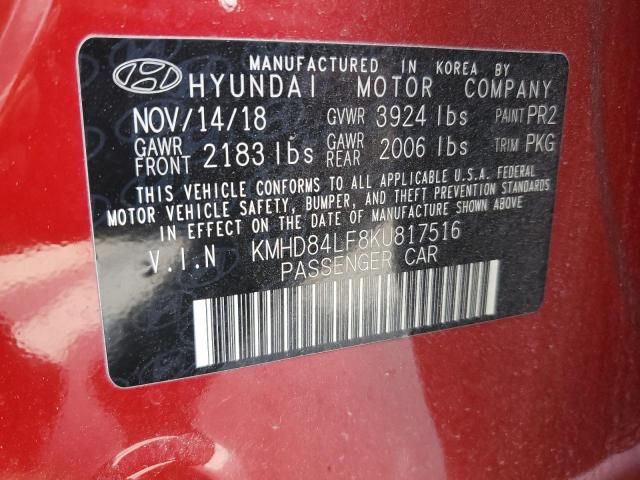 MANUFACTURED IN KOREA BY
HYUNDAI MOTOR COMPANY
NOV/14/18 GVWR 3924 lbs PAINT PR2
GAWR FRONT 2183 lbs GAWR REAR 2006 lbs TRIM PKG
THIS VEHICLE CONFORMS TO ALL APPLICABLE U.S.A. FEDERAL
MOTOR VEHICLE SAFETY, BUMPER, AND THEFT PREVENTION STANDARDS
IN EFFECT ON THE DATE OF MANUFACTURE SHOWN ABOVE
V.I.N KMHD84LF8KU817516
PASSENGER CAR